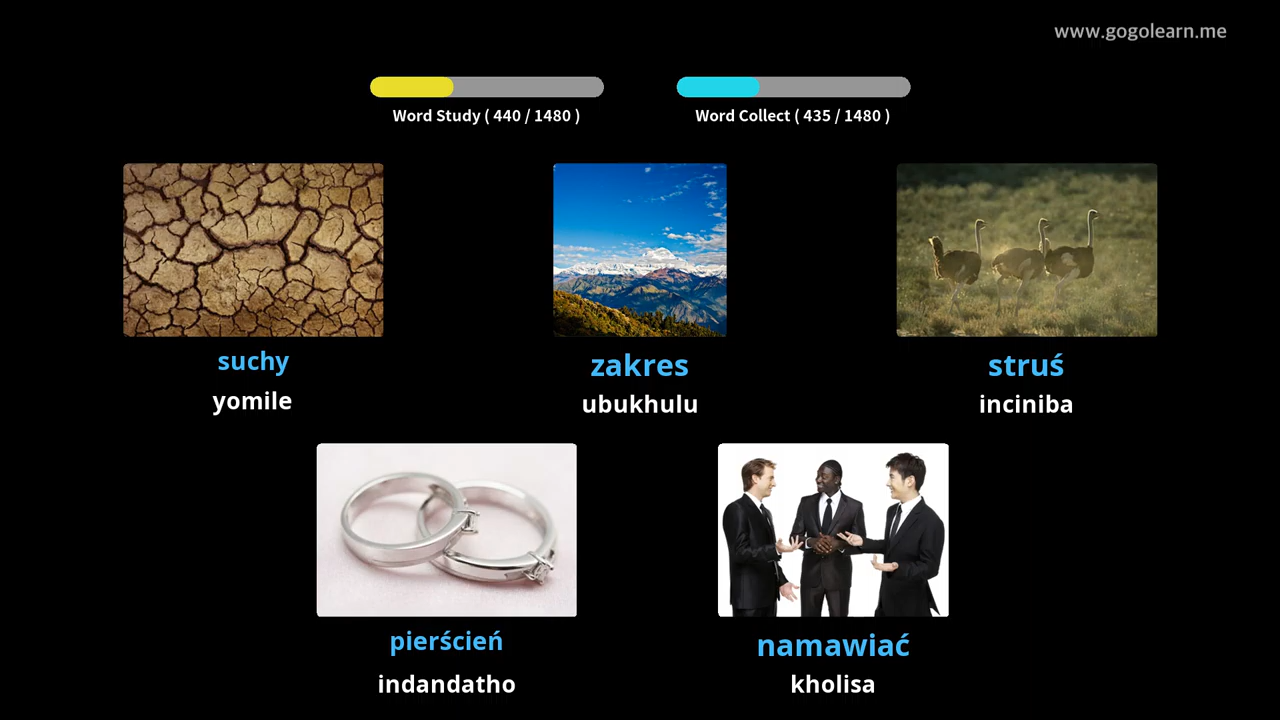 www.gogolearn.me
Word Study ( 440 / 1480 )
Word Collect ( 435 / 1480 )
suchy
yomile
zakres
ubukhulu
struś
inciniba
pierścień
indandatho
namawiać
kholisa